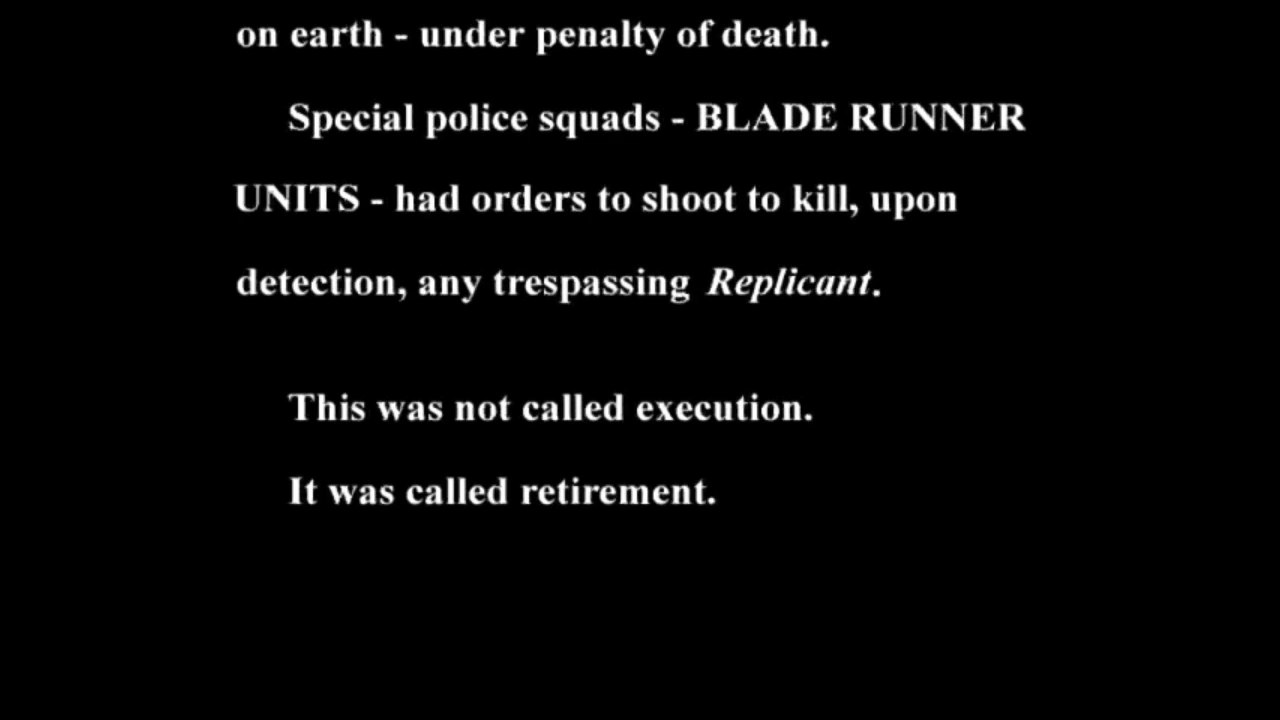 on earth - under penalty of death.
Special police squads - BLADE RUNNER
UNITS - had orders to shoot to kill, upon
detection, any trespassing Replicant.
This was not called execution.
It was called retirement.